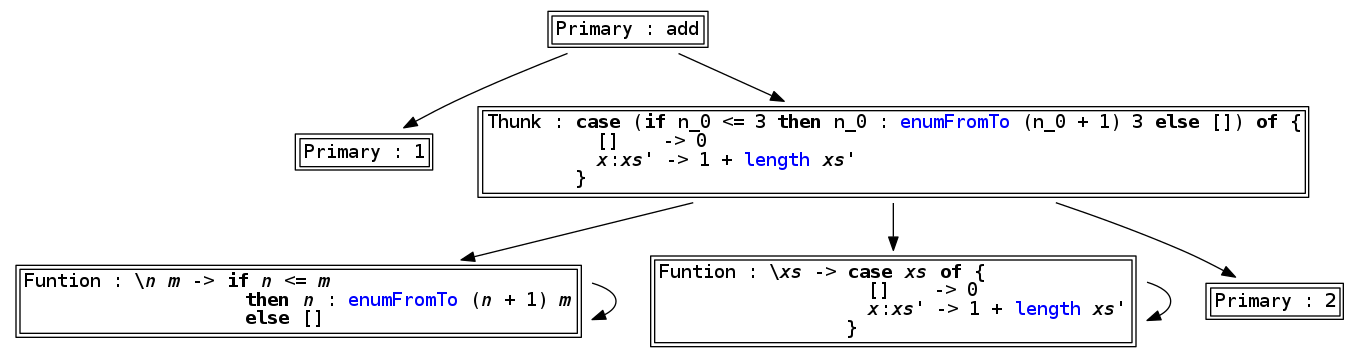 Primary : add
Primary : 1
Thunk : case (if n_0 <= 3 then n_0 : enumFromTo (n_0 + 1) 3 else []) of {
[] -> 0
x:xs' -> 1 + length xs'
}
Funtion : \n m -> if n <= m
then n : enumFromTo (n + 1) m
else []
Funtion : \xs -> case xs of {
[] -> 0
x:xs' -> 1 + length xs'
}
Primary : 2